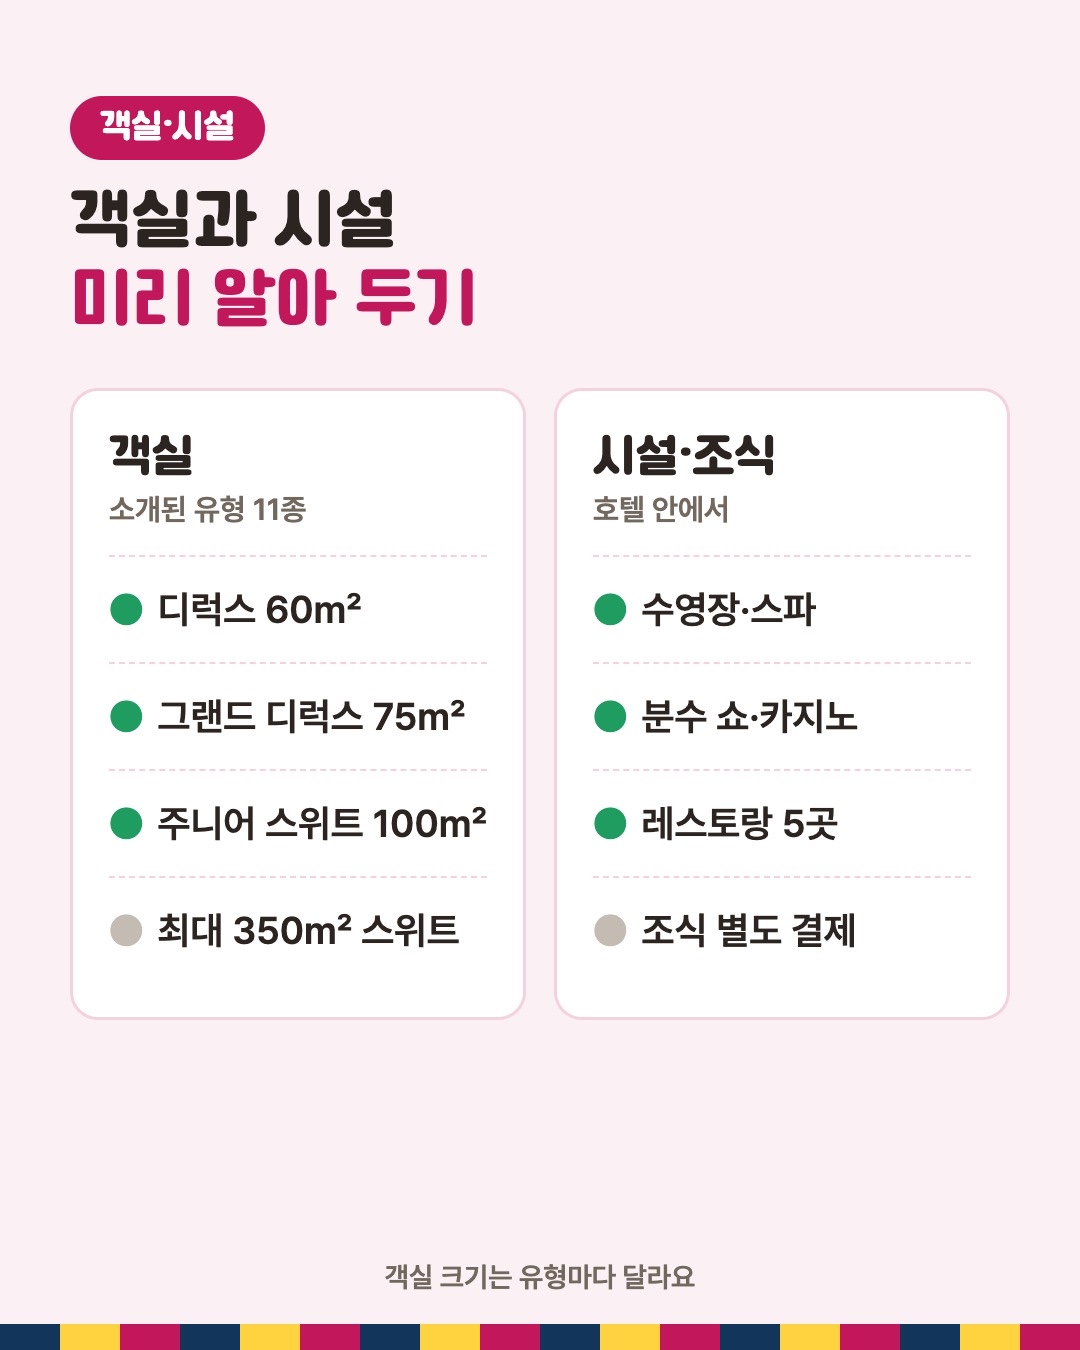 객실·시설
객실과 시설
미리 알아 두기
객실
소개된 유형 11종
디럭스 60m²
그랜드 디럭스 75m²
주니어 스위트 100m²
최대 350m² 스위트
시설·조식
호텔 안에서
수영장·스파
분수 쇼·카지노
레스토랑 5곳
조식 별도 결제
객실 크기는 유형마다 달라요